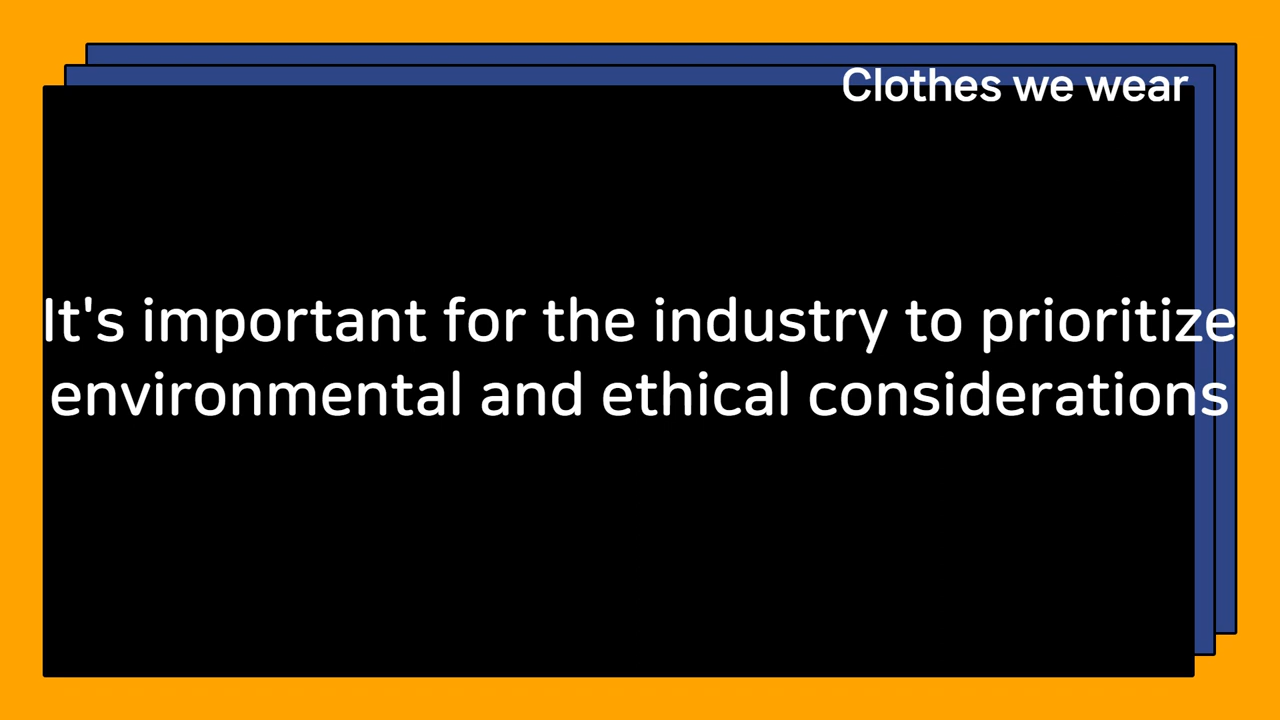 Clothes we wear
It's important for the industry to prioritize
environmental and ethical considerations